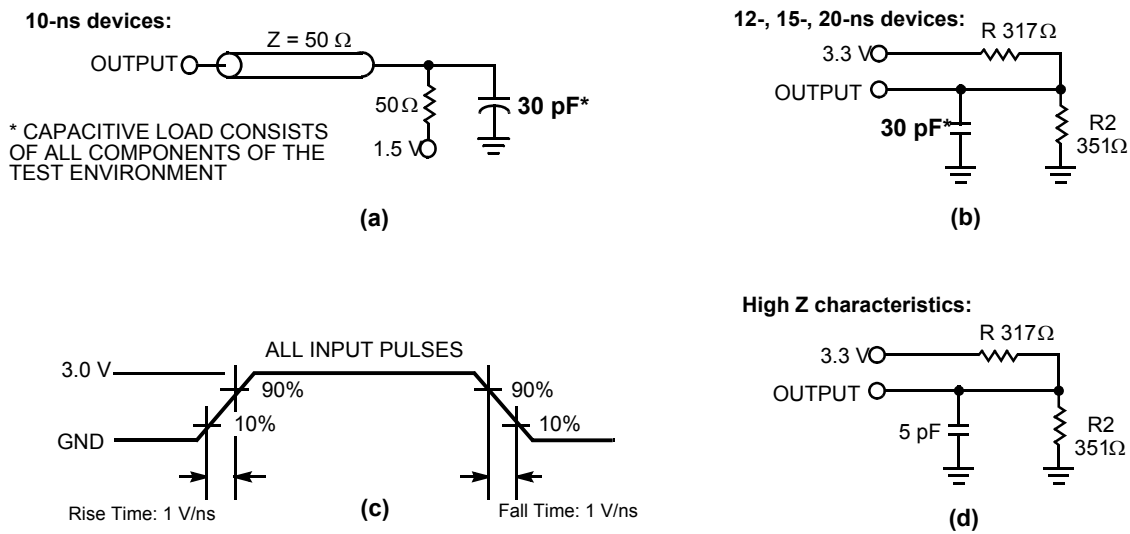 10-ns devices:
Z = 50 Ω
OUTPUT
50Ω
30 pF*
1.5 V
* CAPACITIVE LOAD CONSISTS
OF ALL COMPONENTS OF THE
TEST ENVIRONMENT
(a)
12-, 15-, 20-ns devices:
R 317Ω
3.3 V
OUTPUT
30 pF*
R2
351Ω
(b)
ALL INPUT PULSES
3.0 V
90%
90%
10%
10%
GND
Rise Time: 1 V/ns
(c)
Fall Time: 1 V/ns
High Z characteristics:
R 317Ω
3.3 V
OUTPUT
5 pF
R2
351Ω
(d)